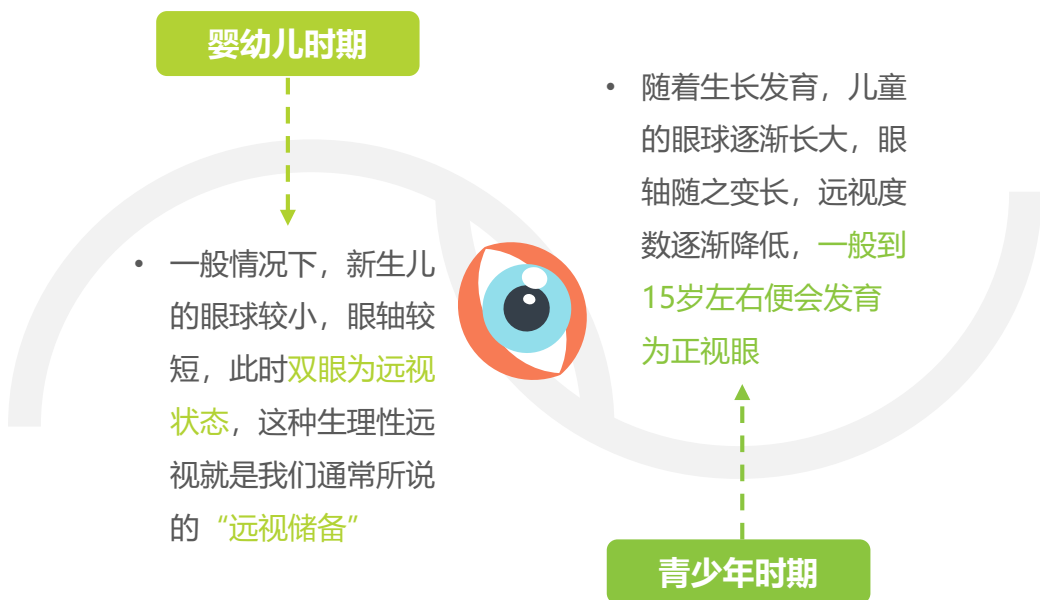 婴幼儿时期
• 一般情况下，新生儿
的眼球较小，眼轴较
短，此时双眼为远视
状态，这种生理性远
视就是我们通常所说
的“远视储备”
• 随着生长发育，儿童
的眼球逐渐长大，眼
轴随之变长，远视度
数逐渐降低，一般到
15岁左右便会发育
为正视眼
青少年时期